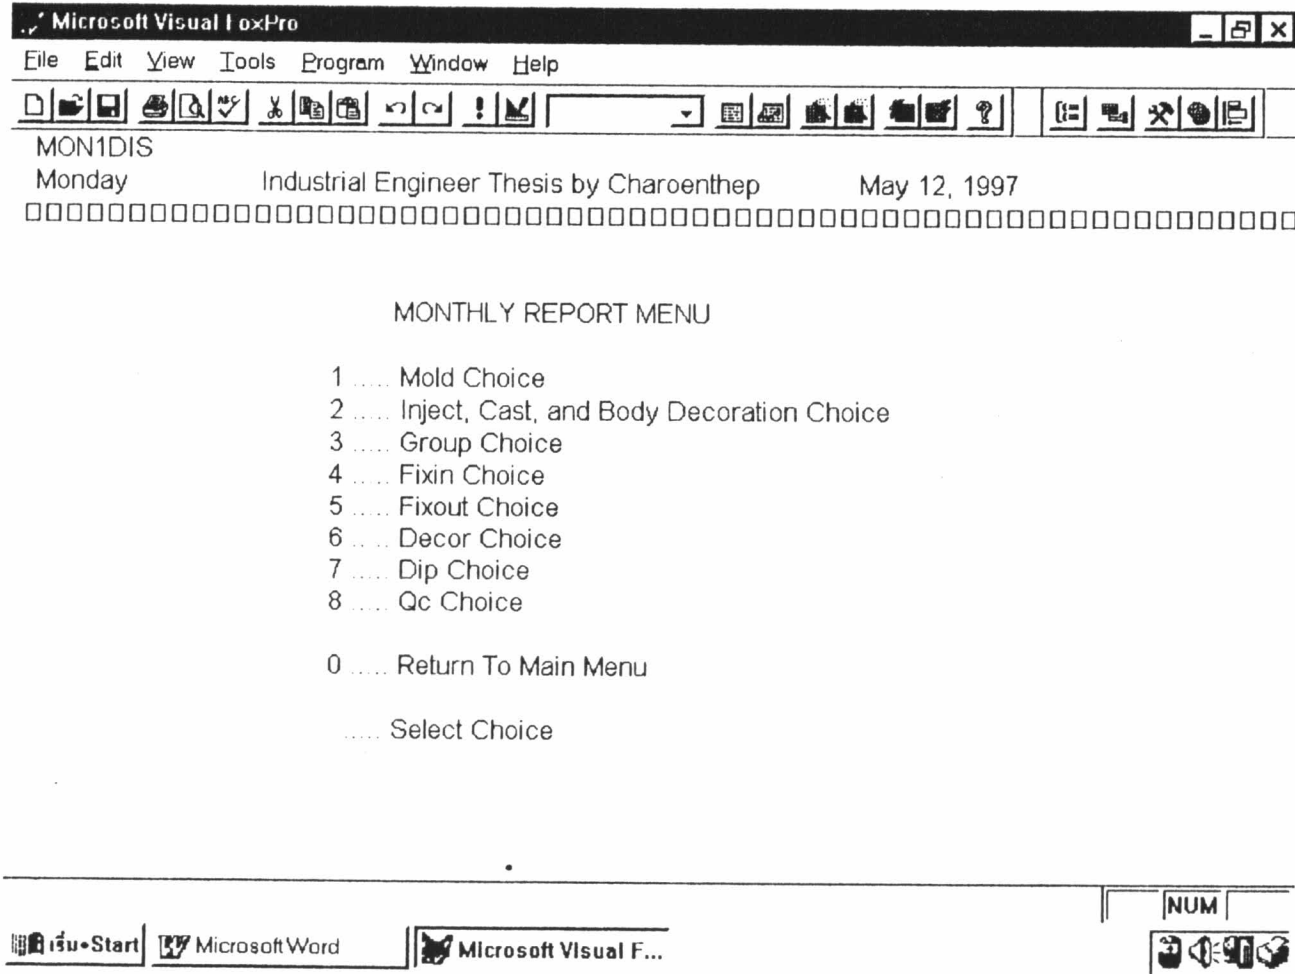 Microsoft Visual FoxPro
File Edit View Tools Program Window Help
MON1DIS
Monday Industrial Engineer Thesis by Charoenthep May 12, 1997
MONTHLY REPORT MENU
1 ..... Mold Choice
2 ..... Inject, Cast, and Body Decoration Choice
3 ..... Group Choice
4 ..... Fixin Choice
5 ..... Fixout Choice
6 ..... Decor Choice
7 ..... Dip Choice
8 ..... Qc Choice
0 ..... Return To Main Menu
..... Select Choice
NUM
เริ่ม•Start Microsoft Word Microsoft Visual F...